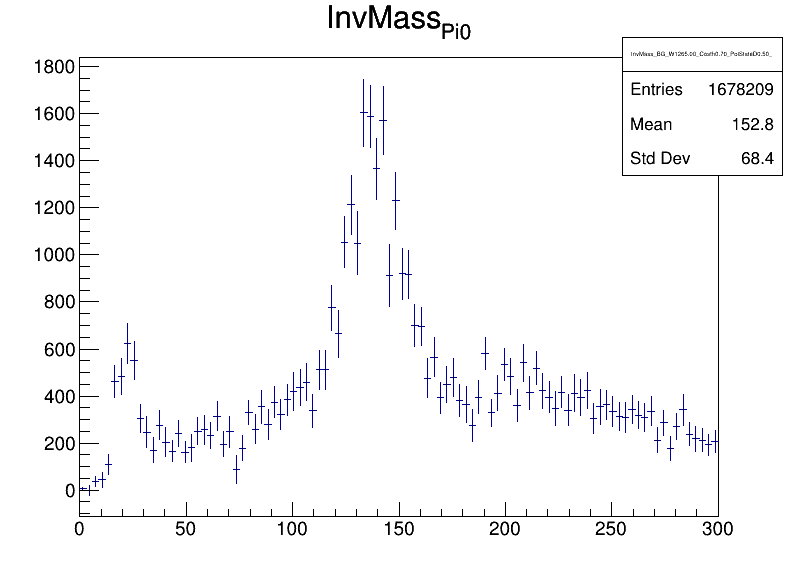 InvMass_Pi0
InvMass_BG_W1265.00_Costh0.70_PolStateD0.50_
Entries 1678209
Mean 152.8
Std Dev 68.4
1800
1600
1400
1200
1000
800
600
400
200
0
0 50 100 150 200 250 300